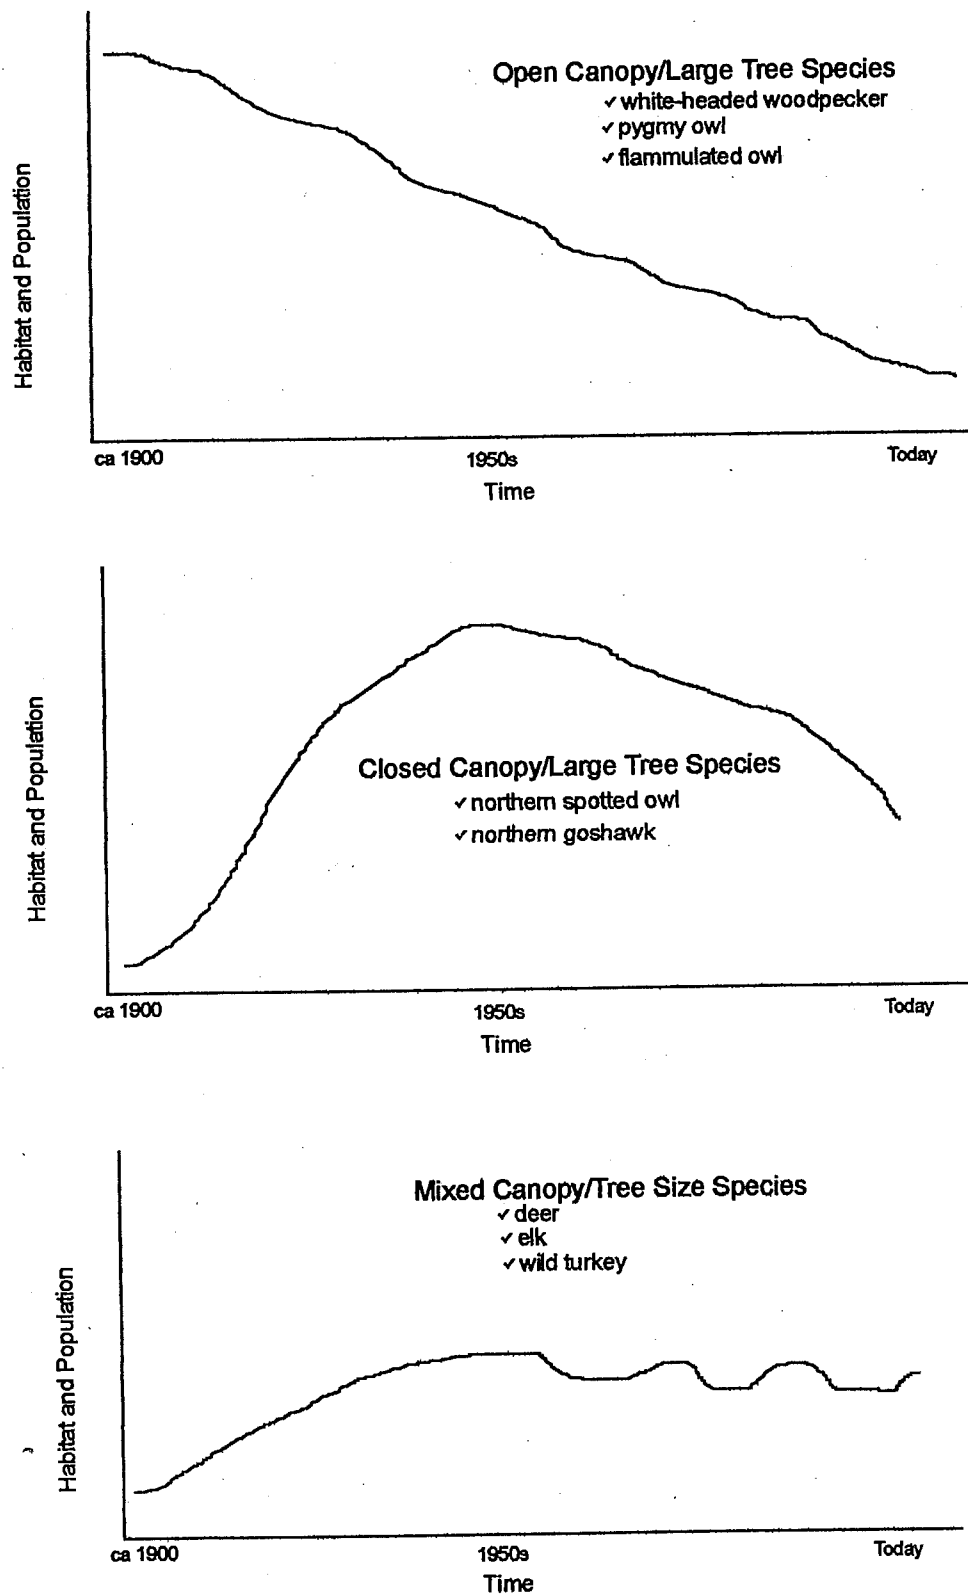 Open Canopy/Large Tree Species
✓white-headed woodpecker
✓pygmy owl
✓flammulated owl
Habitat and Population
ca 1900 1950s Today
Time
Closed Canopy/Large Tree Species
✓northern spotted owl
✓northern goshawk
Habitat and Population
ca 1900 1950s Today
Time
Mixed Canopy/Tree Size Species
✓deer
✓elk
✓wild turkey
Habitat and Population
ca 1900 1950s Today
Time